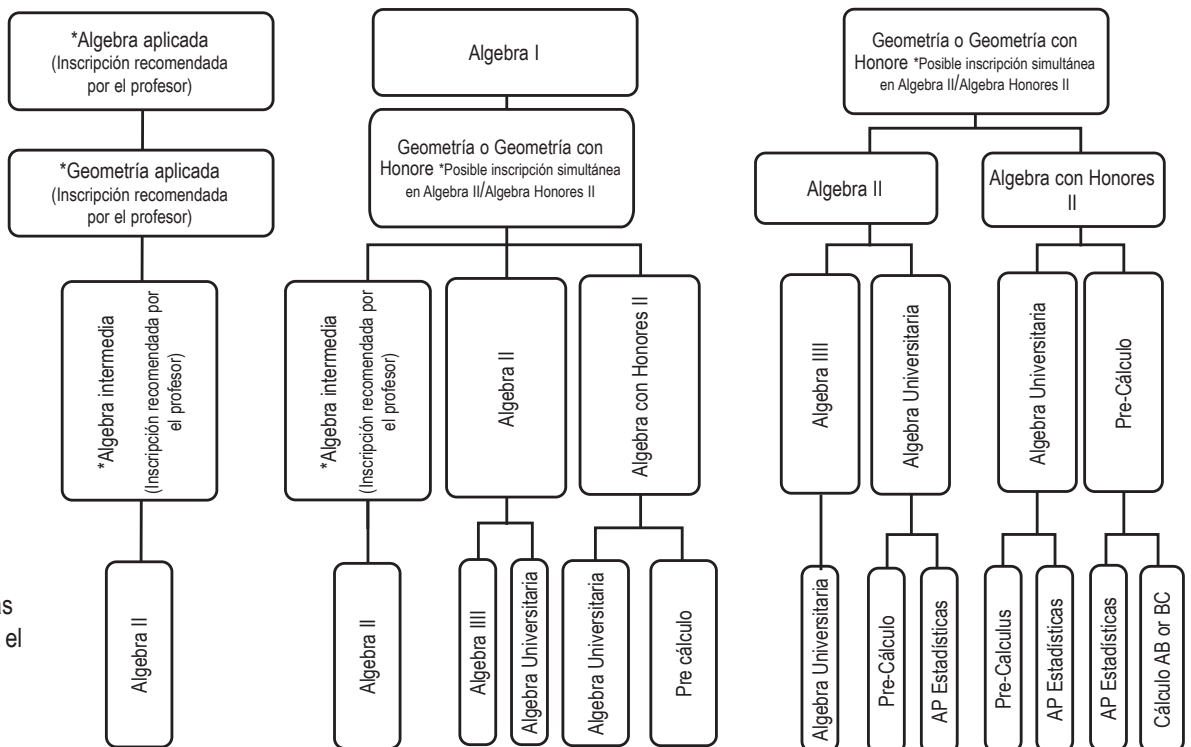 *Algebra aplicada
(Inscripción recomendada
por el profesor)
*Geometría aplicada
(Inscripción recomendada
por el profesor)
*Algebra intermedia
(Inscripción recomendada por
el profesor)
Algebra II
as
el
Algebra I
Geometría o Geometría con
Honore *Posible inscripción simultánea
en Algebra II/Algebra Honores II
*Algebra intermedia
(Inscripción recomendada por
el profesor)
Algebra II
Algebra con Honores II
Algebra II
Algebra IIII
Algebra Universitaria
Algebra Universitaria
Pre cálculo
Geometría o Geometría con
Honore *Posible inscripción simultánea
en Algebra II/Algebra Honores II
Algebra II
Algebra con Honores
II
Algebra IIII
Algebra Universitaria
Algebra Universitaria
Pre-Cálculo
Algebra Universitaria
Pre-Cálculo
AP Estadísticas
Pre-Calculus
AP Estadísticas
AP Estadísticas
Cálculo AB or BC